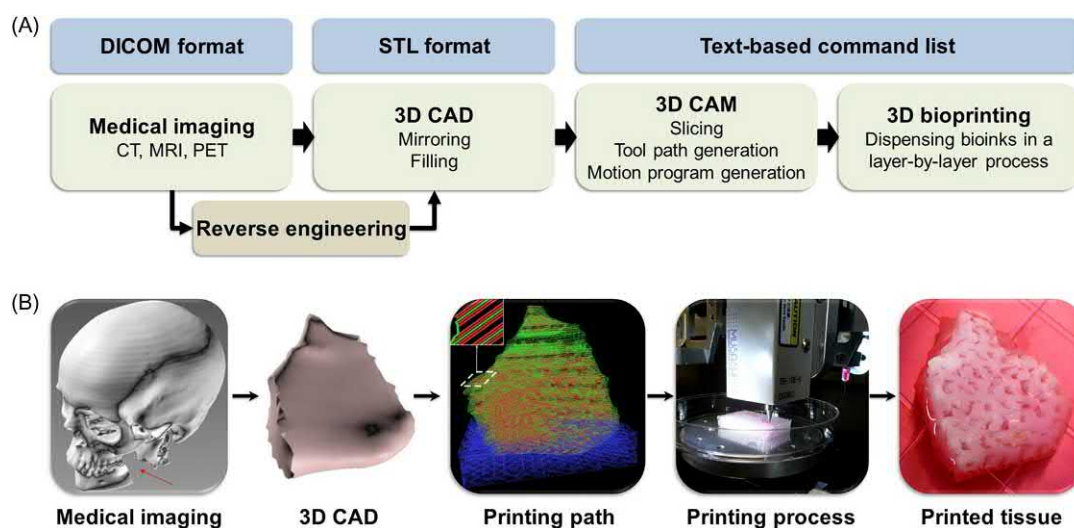 (A)
DICOM format
STL format
Text-based command list
Medical imaging
CT, MRI, PET
3D CAD
Mirroring
Filling
3D CAM
Slicing
Tool path generation
Motion program generation
3D bioprinting
Dispensing bioinks in a
layer-by-layer process
Reverse engineering
(B)
Medical imaging
3D CAD
Printing path
Printing process
Printed tissue